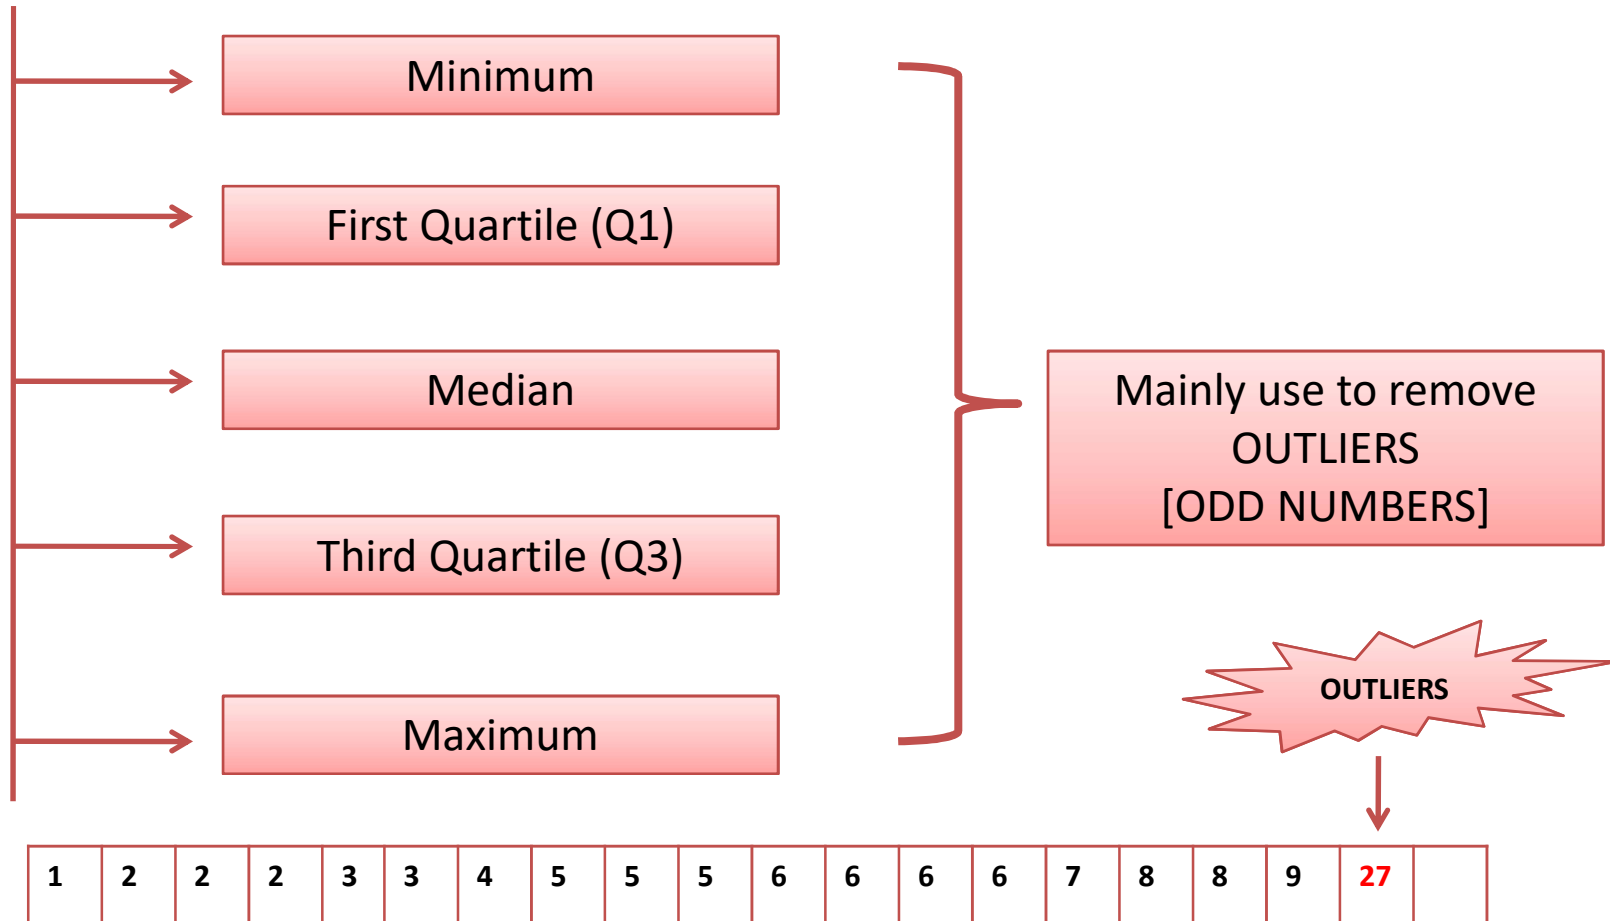 Minimum
First Quartile (Q1)
Median
Third Quartile (Q3)
Maximum
Mainly use to remove
OUTLIERS
[ODD NUMBERS]
OUTLIERS
1 2 2 2 3 3 4 5 5 5 6 6 6 6 7 8 8 9 27